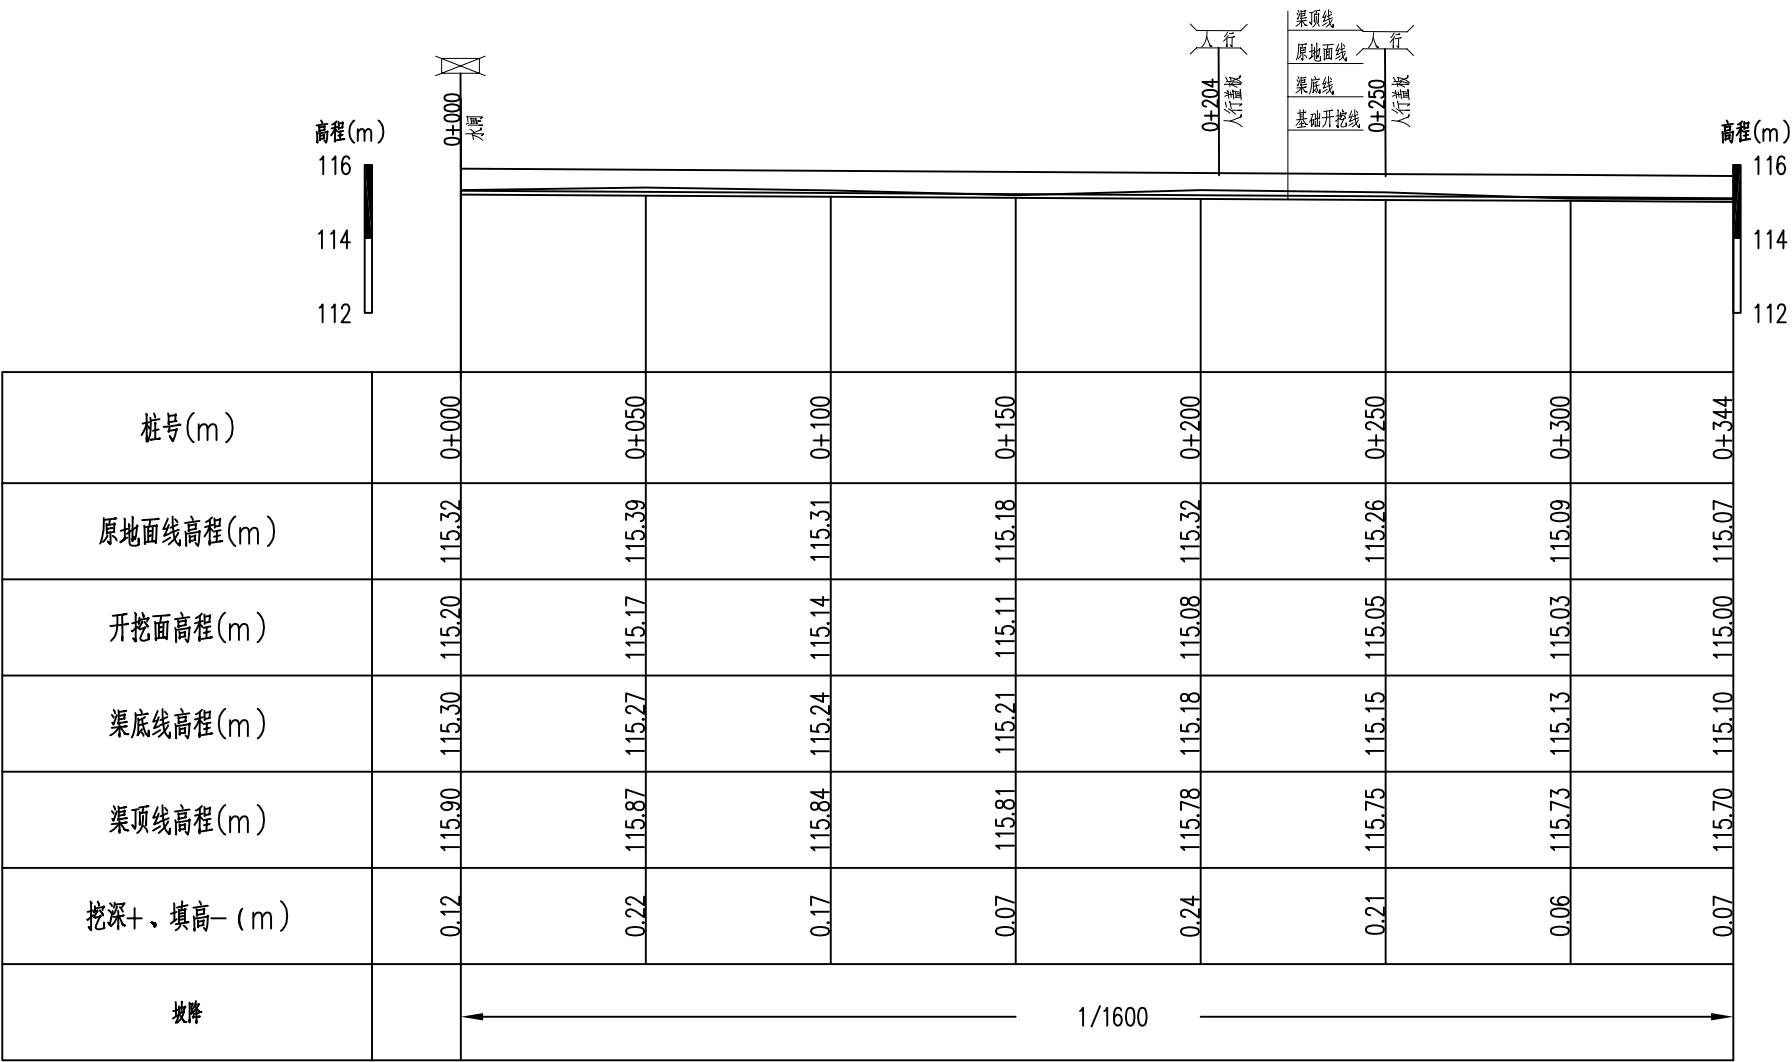 渠顶线
原地面线
渠底线
基础开挖线
人 行
人 行
0+000
水闸
0+204
人行盖板
0+250
人行盖板
高程(m)
116
114
112
高程(m)
116
114
112
桩号(m) 0+000 0+050 0+100 0+150 0+200 0+250 0+300 0+344
原地面线高程(m) 115.32 115.39 115.31 115.18 115.32 115.26 115.09 115.07
开挖面高程(m) 115.20 115.17 115.14 115.11 115.08 115.05 115.03 115.00
渠底线高程(m) 115.30 115.27 115.24 115.21 115.18 115.15 115.13 115.10
渠顶线高程(m) 115.90 115.87 115.84 115.81 115.78 115.75 115.73 115.70
挖深+、填高-(m) 0.12 0.22 0.17 0.07 0.24 0.21 0.06 0.07
坡降 1/1600